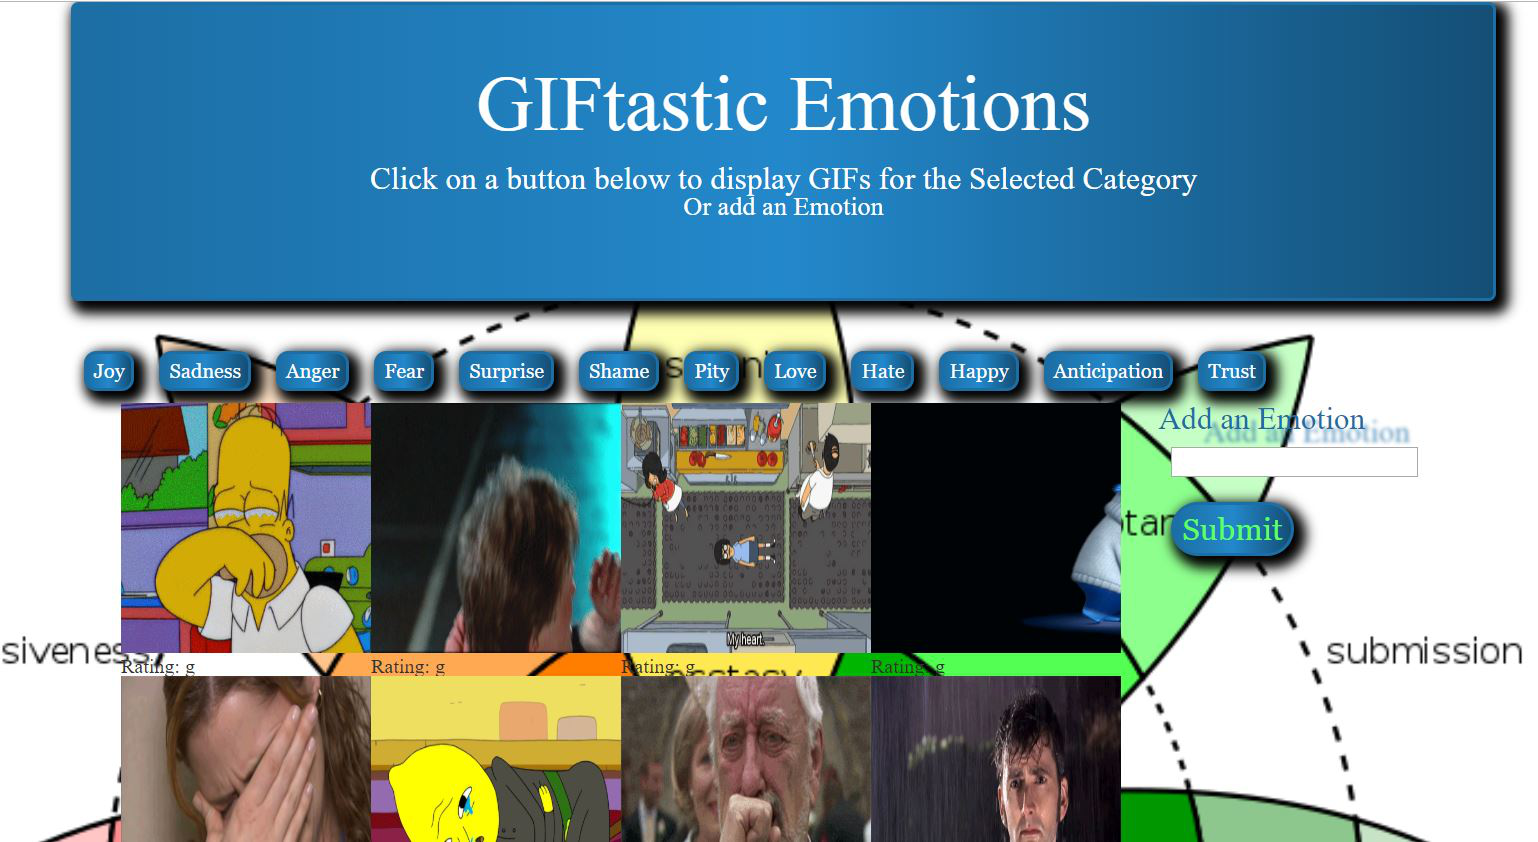 GIFtastic Emotions
Click on a button below to display GIFs for the Selected Category
Or add an Emotion
Joy
Sadness
Anger
Fear
Surprise
Shame
Pity
Love
Hate
Happy
Anticipation
Trust
Add an Emotion
Submit
My heart.
siveness
submission
Rating: g
Rating: g
Rating: g
Rating: g
ecstasy